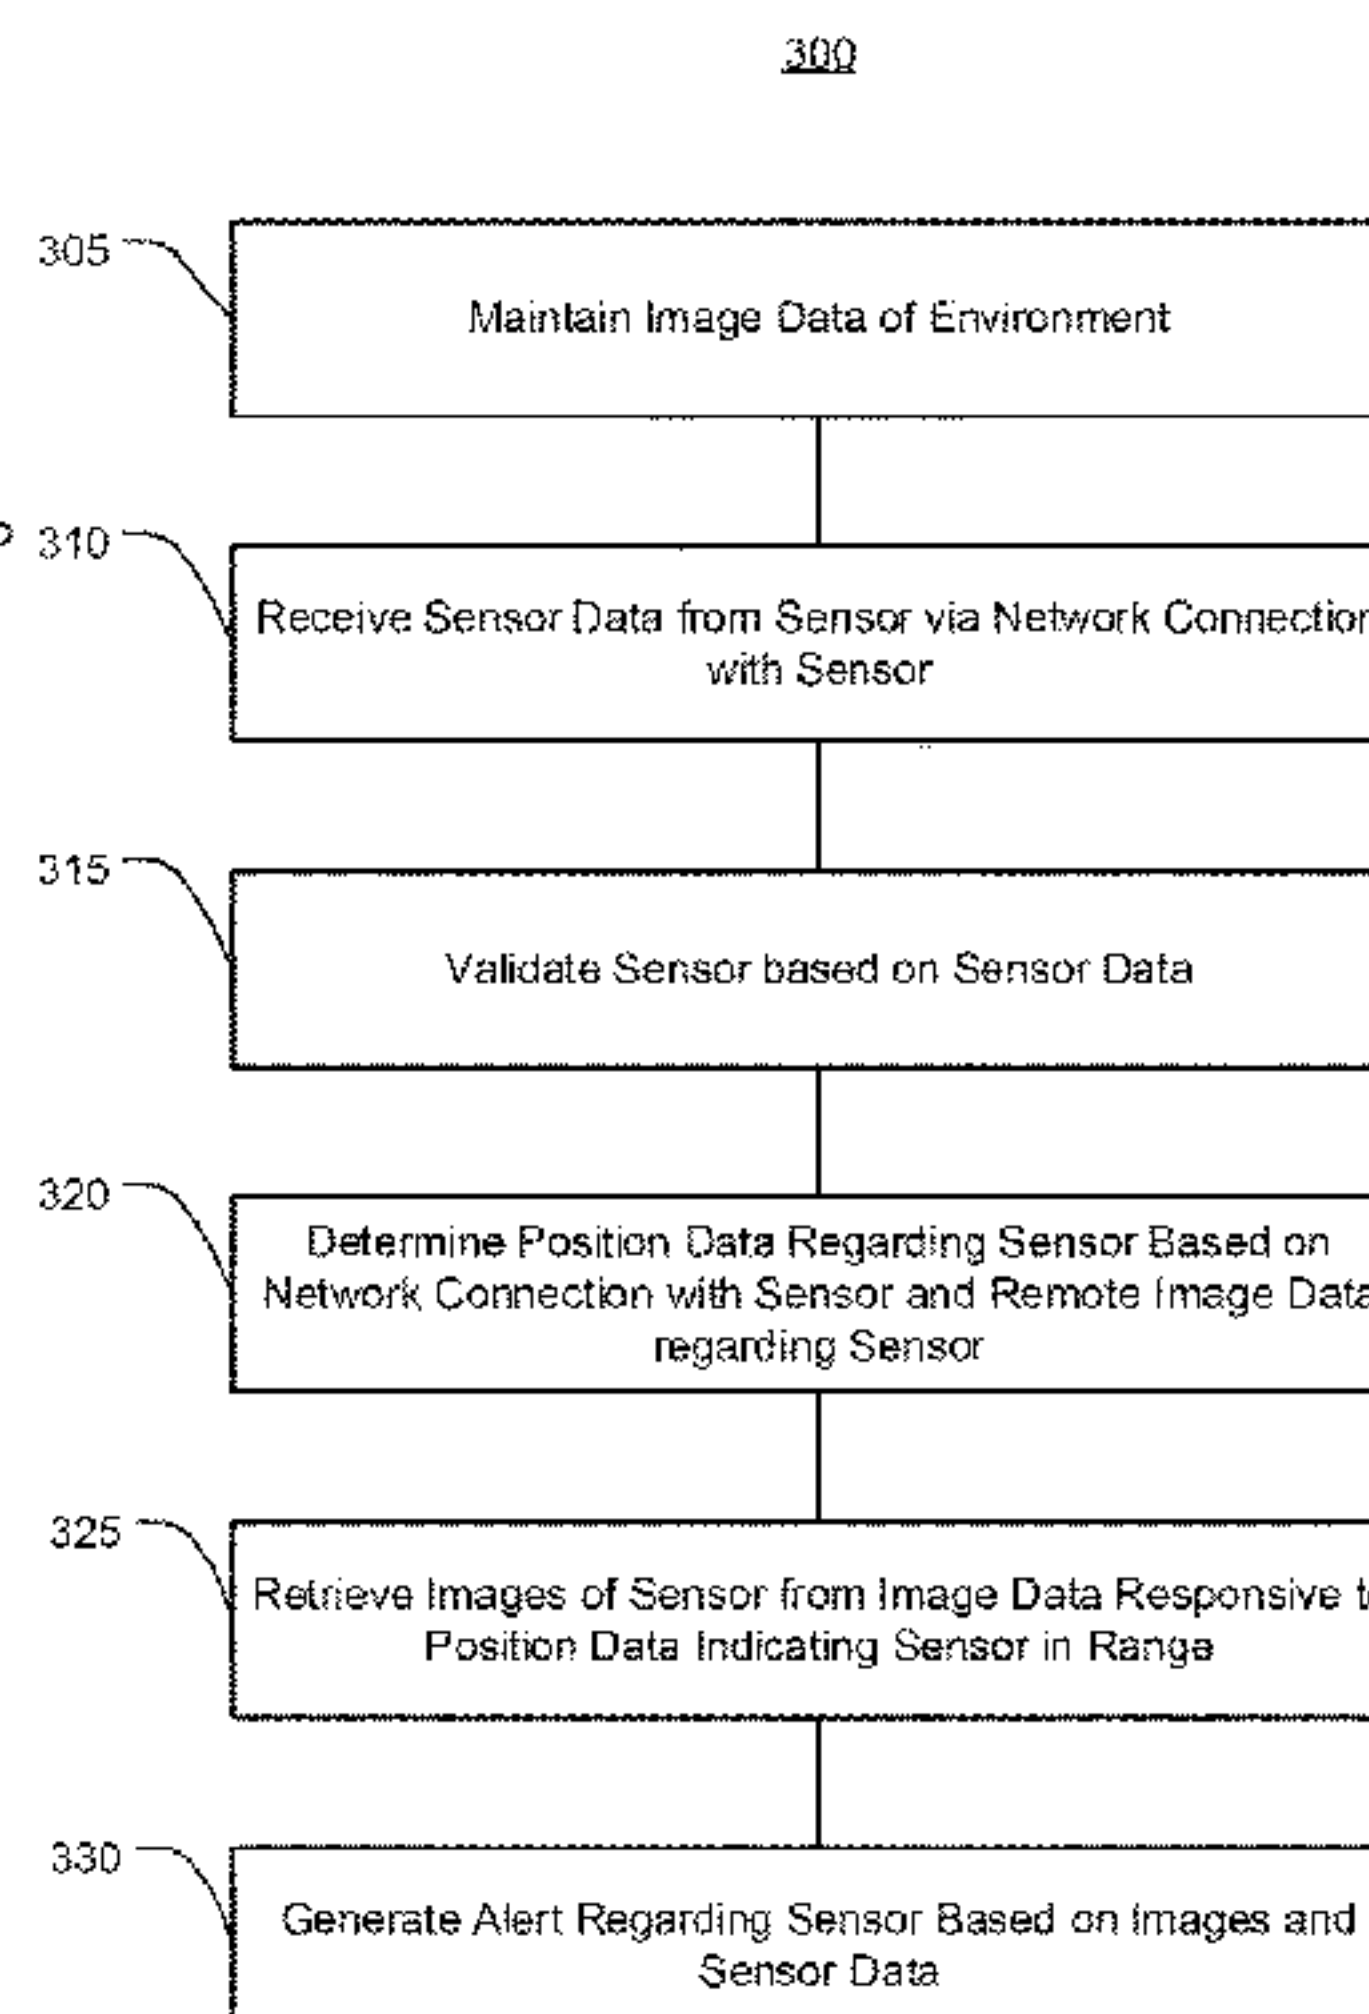 300
305
Maintain Image Data of Environment
310
Receive Sensor Data from Sensor via Network Connection
with Sensor
315
Validate Sensor based on Sensor Data
320
Determine Position Data Regarding Sensor Based on
Network Connection with Sensor and Remote Image Data
regarding Sensor
325
Retrieve Images of Sensor from Image Data Responsive
Position Data Indicating Sensor in Range
330
Generate Alert Regarding Sensor Based on Images and
Sensor Data